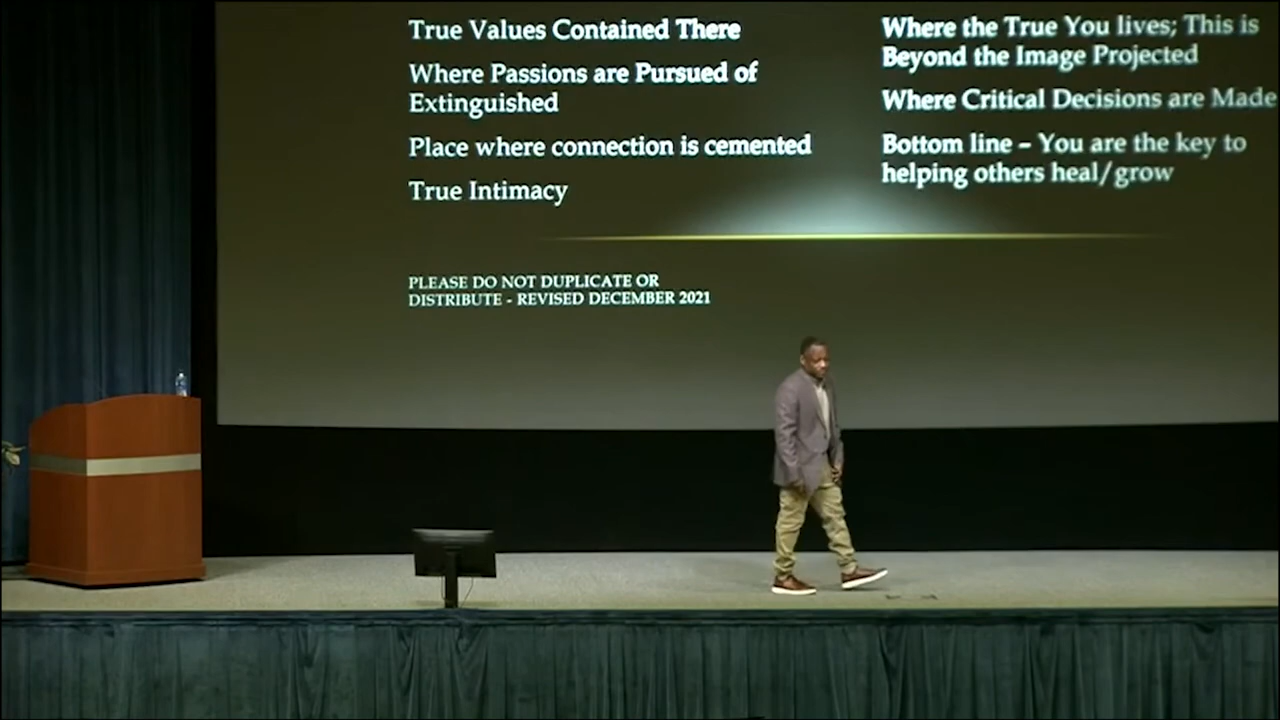 True Values Contained There
Where Passions are Pursued of
Extinguished
Place where connection is cemented
True Intimacy
Where the True You lives; This is
Beyond the Image Projected
Where Critical Decisions are Made
Bottom line – You are the key to
helping others heal/grow
PLEASE DO NOT DUPLICATE OR
DISTRIBUTE - REVISED DECEMBER 2021